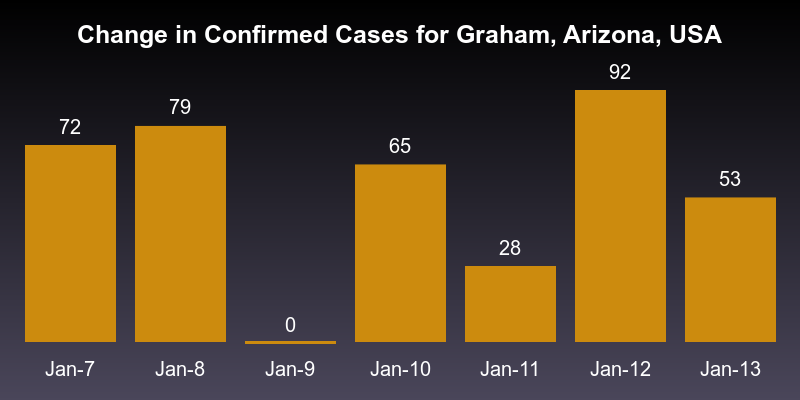 Change in Confirmed Cases for Graham, Arizona, USA
72 79 0 65 28 92 53
Jan-7 Jan-8 Jan-9 Jan-10 Jan-11 Jan-12 Jan-13